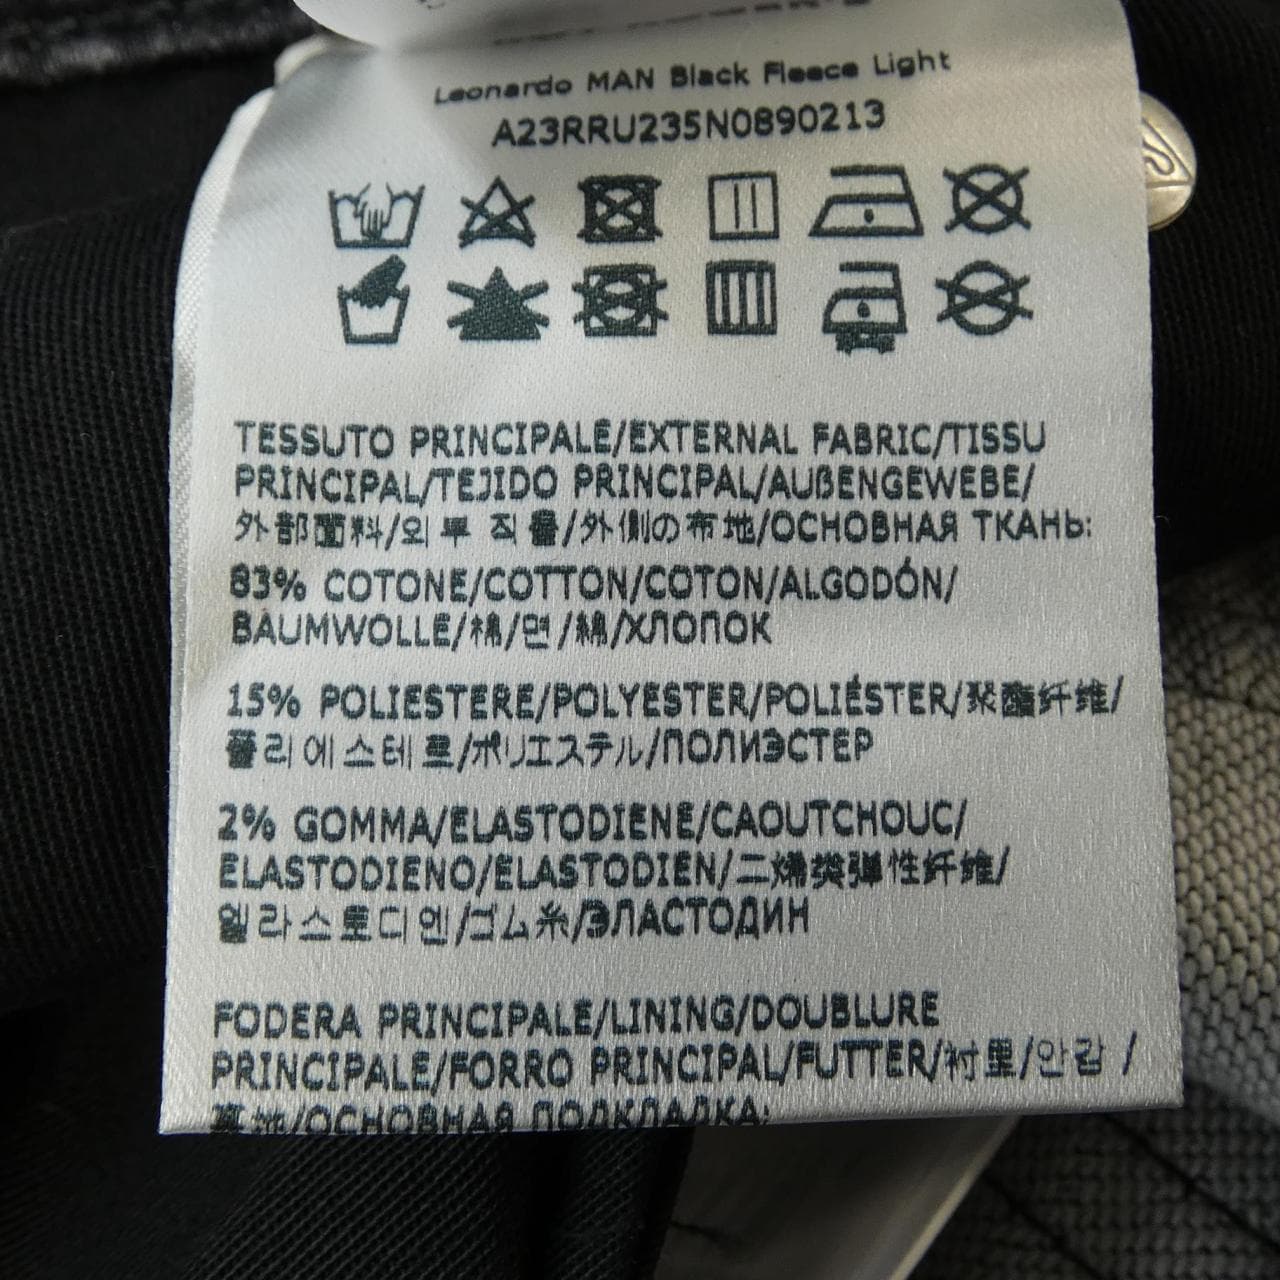 Leonardo MAN Black Fleece Light
A23RRU235N0890213
TESSUTO PRINCIPALE/EXTERNAL FABRIC/TISSU
PRINCIPAL/TEJIDO PRINCIPAL/AUßENGEWEBE/
外部面料/외부 직물/外側の布地/ОСНОВНАЯ ТКАНЬ:
83% COTONE/COTTON/COTON/ALGODÓN/
BAUMWOLLE/棉/면/綿/ХЛОПОК
15% POLIESTERE/POLYESTER/POLIÉSTER/聚酯纤维/
폴리에스테르/ポリエステル/ПОЛИЭСТЕР
2% GOMMA/ELASTODIENE/CAOUTCHOUC/
ELASTODIENO/ELASTODIEN/二烯类弹性纤维/
엘라스토디엔/ゴム糸/ЭЛАСТОДИН
FODERA PRINCIPALE/LINING/DOUBLURE
PRINCIPALE/FORRO PRINCIPAL/FUTTER/衬里/안감 /
裏地/ОСНОВНАЯ ПОДКЛАДКА: